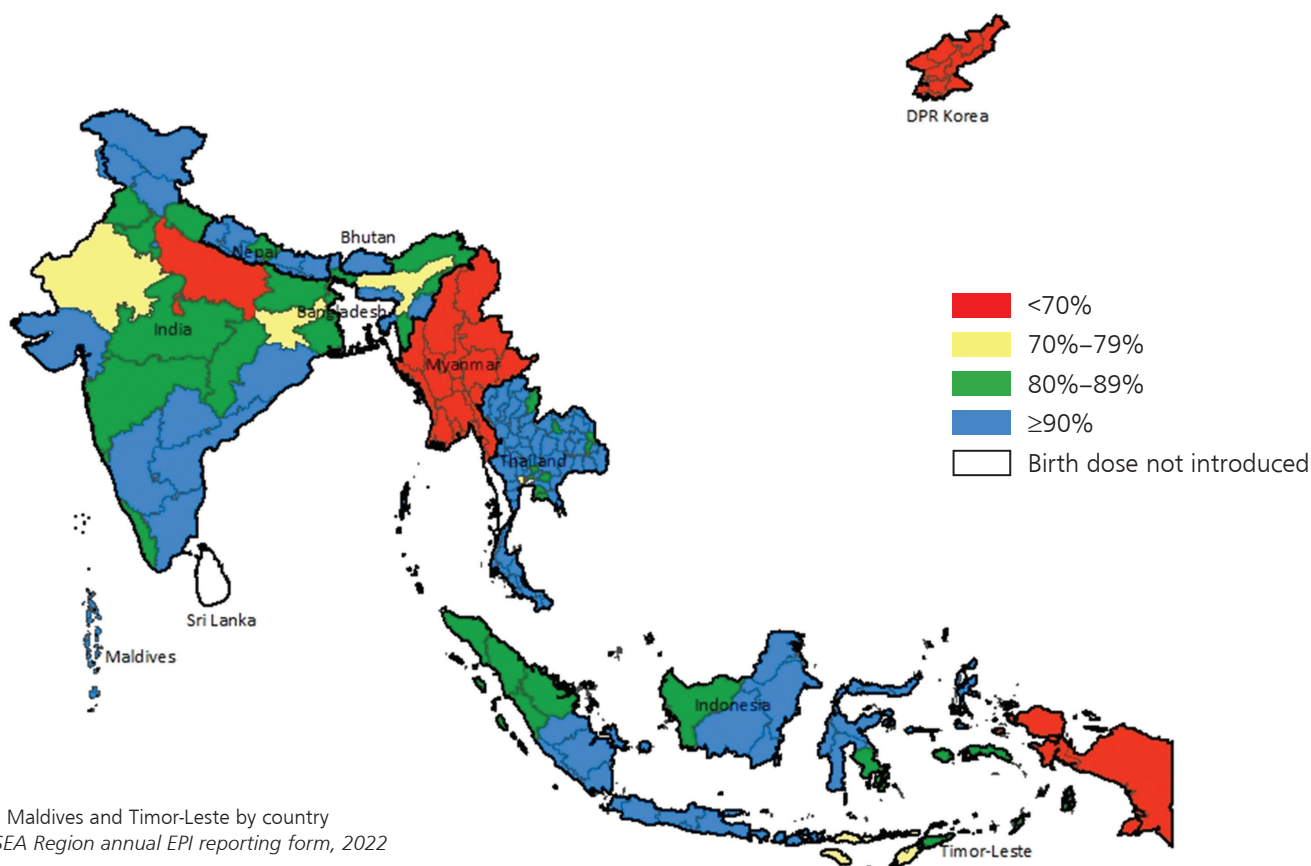 DPR Korea
Bhutan
Nepal
Bangladesh
India
Myanmar
Thailand
Sri Lanka
Maldives
Indonesia
Timor-Leste
<70%
70%–79%
80%–89%
≥90%
Birth dose not introduced
Maldives and Timor-Leste by country
SEA Region annual EPI reporting form, 2022